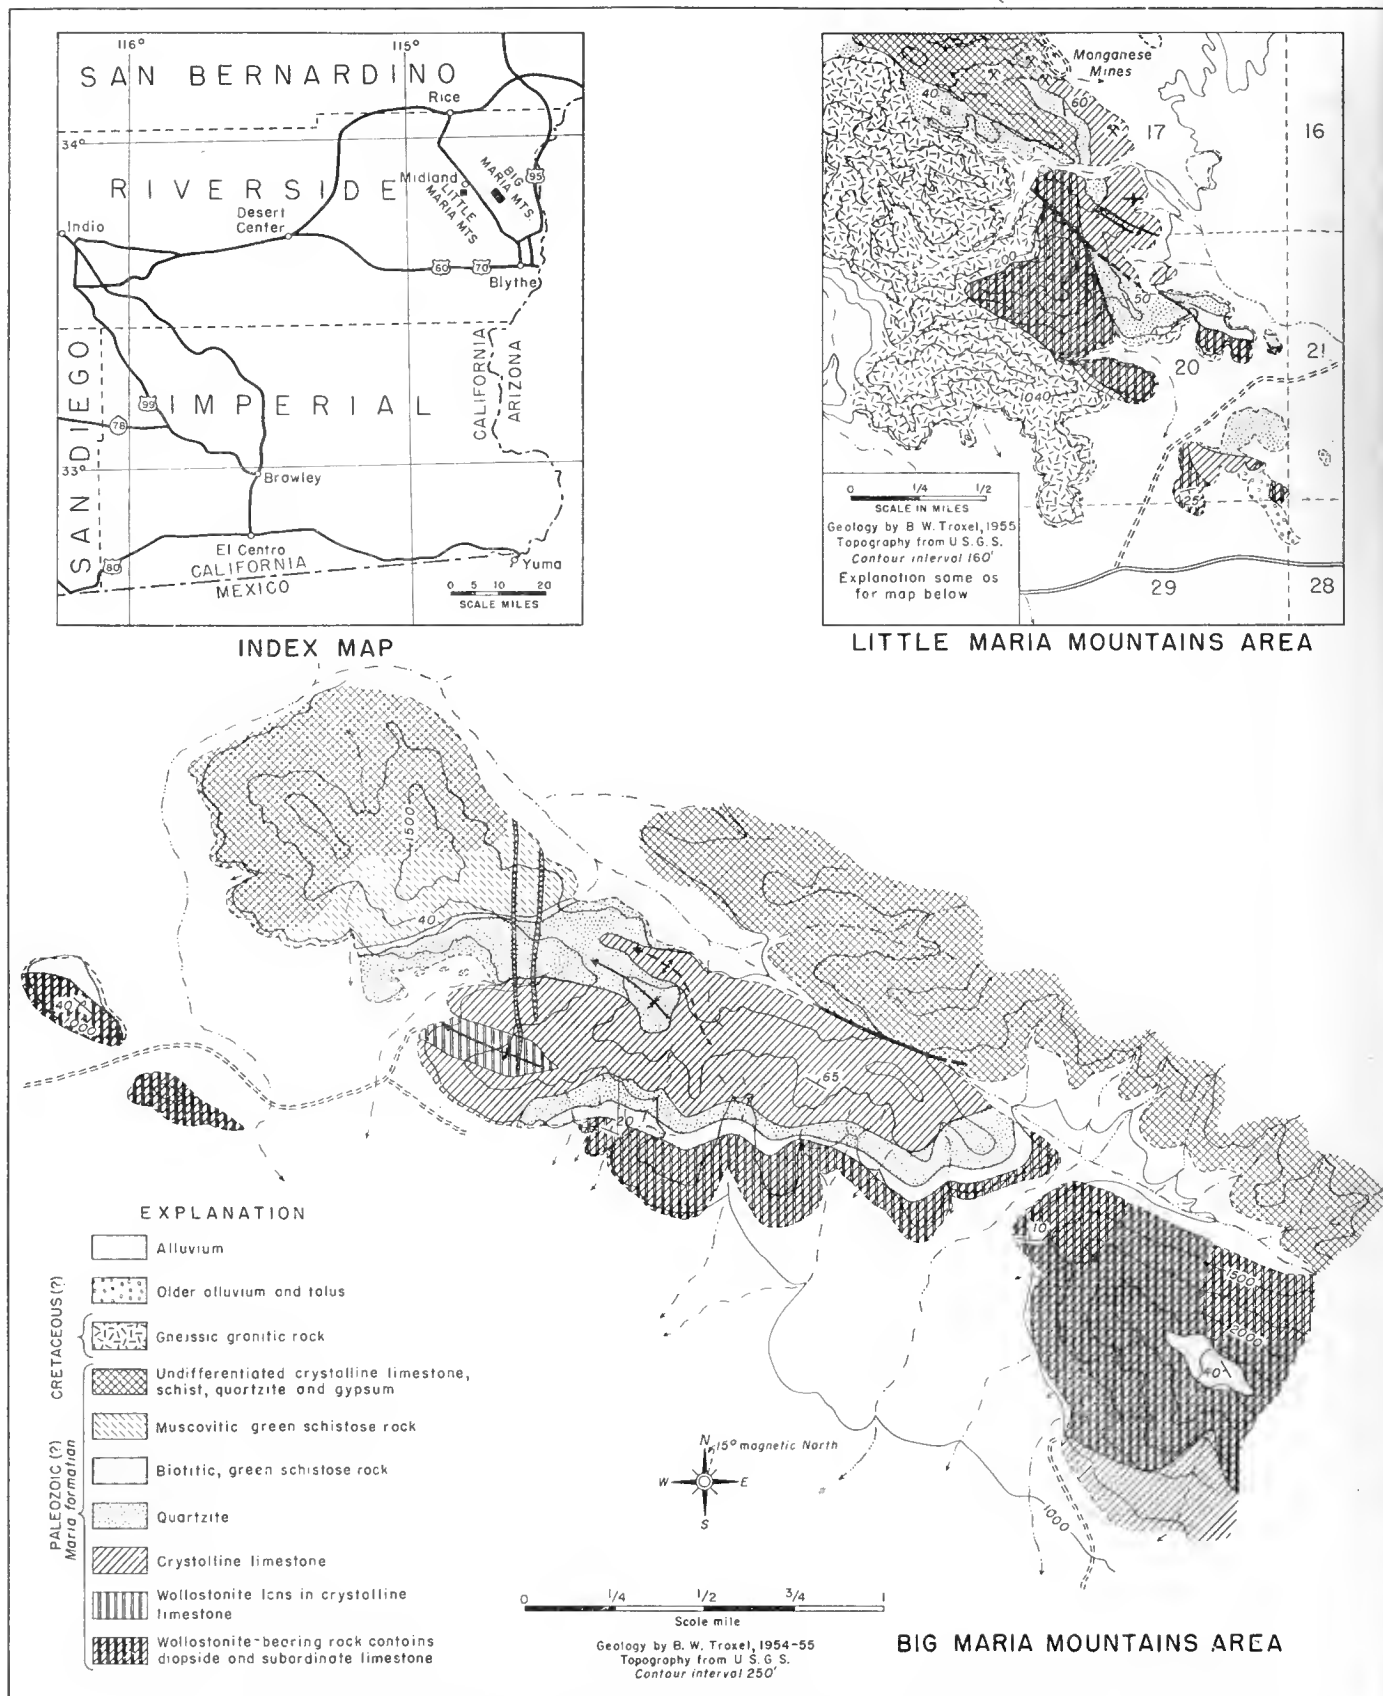 116°
115°
SAN BERNARDINO
Rice
34°
RIVERSIDE
Midland
BIG
MARIA MTS.
LITTLE
MARIA MTS.
95
Indio
Desert
Center
60
70
Blythe
SAN DIEGO
99
IMPERIAL
78
CALIFORNIA
ARIZONA
33°
Brawley
El Centro
CALIFORNIA
MEXICO
80
Yuma
0 5 10 20
SCALE MILES
INDEX MAP
Manganese
Mines
40
60
17
16
1200
50
20
21
1040
25
29
28
0 1/4 1/2
SCALE IN MILES
Geology by B. W. Troxel, 1955
Topography from U.S.G.S.
Contour interval 160'
Explanation same as
for map below
LITTLE MARIA MOUNTAINS AREA
1500
40
40
1000
65
20
10
1500
2000
40
1000
EXPLANATION
Alluvium
Older alluvium and talus
CRETACEOUS (?)
Gneissic granitic rock
PALEOZOIC (?)
Maria formation
Undifferentiated crystalline limestone,
schist, quartzite and gypsum
Muscovitic green schistose rock
Biotitic, green schistose rock
Quartzite
Crystalline limestone
Wollastonite lens in crystalline
limestone
Wollastonite-bearing rock contains
diopside and subordinate limestone
N
15° magnetic North
W E
S
0 1/4 1/2 3/4 1
Scale mile
Geology by B. W. Troxel, 1954-55
Topography from U.S.G.S.
Contour interval 250'
BIG MARIA MOUNTAINS AREA